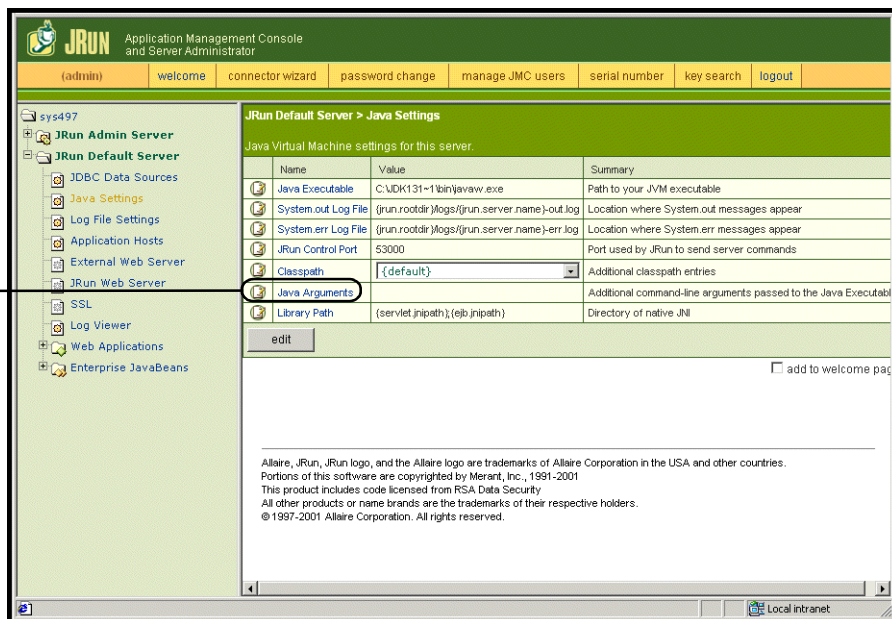 JRUN Application Management Console
and Server Administrator
(admin) welcome connector wizard password change manage JMC users serial number key search logout
sys497
JRun Admin Server
JRun Default Server
JDBC Data Sources
Java Settings
Log File Settings
Application Hosts
External Web Server
JRun Web Server
SSL
Log Viewer
Web Applications
Enterprise JavaBeans
JRun Default Server > Java Settings
Java Virtual Machine settings for this server.
Name Value Summary
Java Executable C:\JDK131~1\bin\javaw.exe Path to your JVM executable
System.out Log File {jrun.rootdir}/logs/{jrun.server.name}-out.log Location where System.out messages appear
System.err Log File {jrun.rootdir}/logs/{jrun.server.name}-err.log Location where System.err messages appear
JRun Control Port 53000 Port used by JRun to send server commands
Classpath {default} Additional classpath entries
Java Arguments Additional command-line arguments passed to the Java Executabl
Library Path {servlet.jnipath};{ejb.jnipath} Directory of native JNI
edit
add to welcome pag
Allaire, JRun, JRun logo, and the Allaire logo are trademarks of Allaire Corporation in the USA and other countries.
Portions of this software are copyrighted by Merant, Inc., 1991-2001
This product includes code licensed from RSA Data Security
All other products or name brands are the trademarks of their respective holders.
© 1997-2001 Allaire Corporation. All rights reserved.
Local intranet